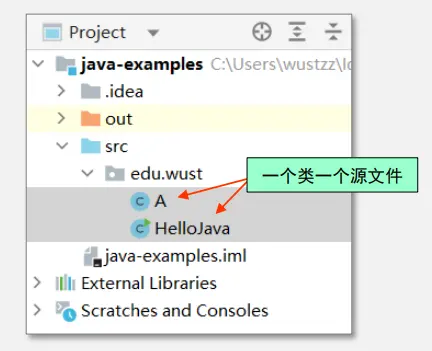 Project
java-examples C:\Users\wustzz\Id
.idea
out
src
edu.wust
一个类一个源文件
A
HelloJava
java-examples.iml
External Libraries
Scratches and Consoles